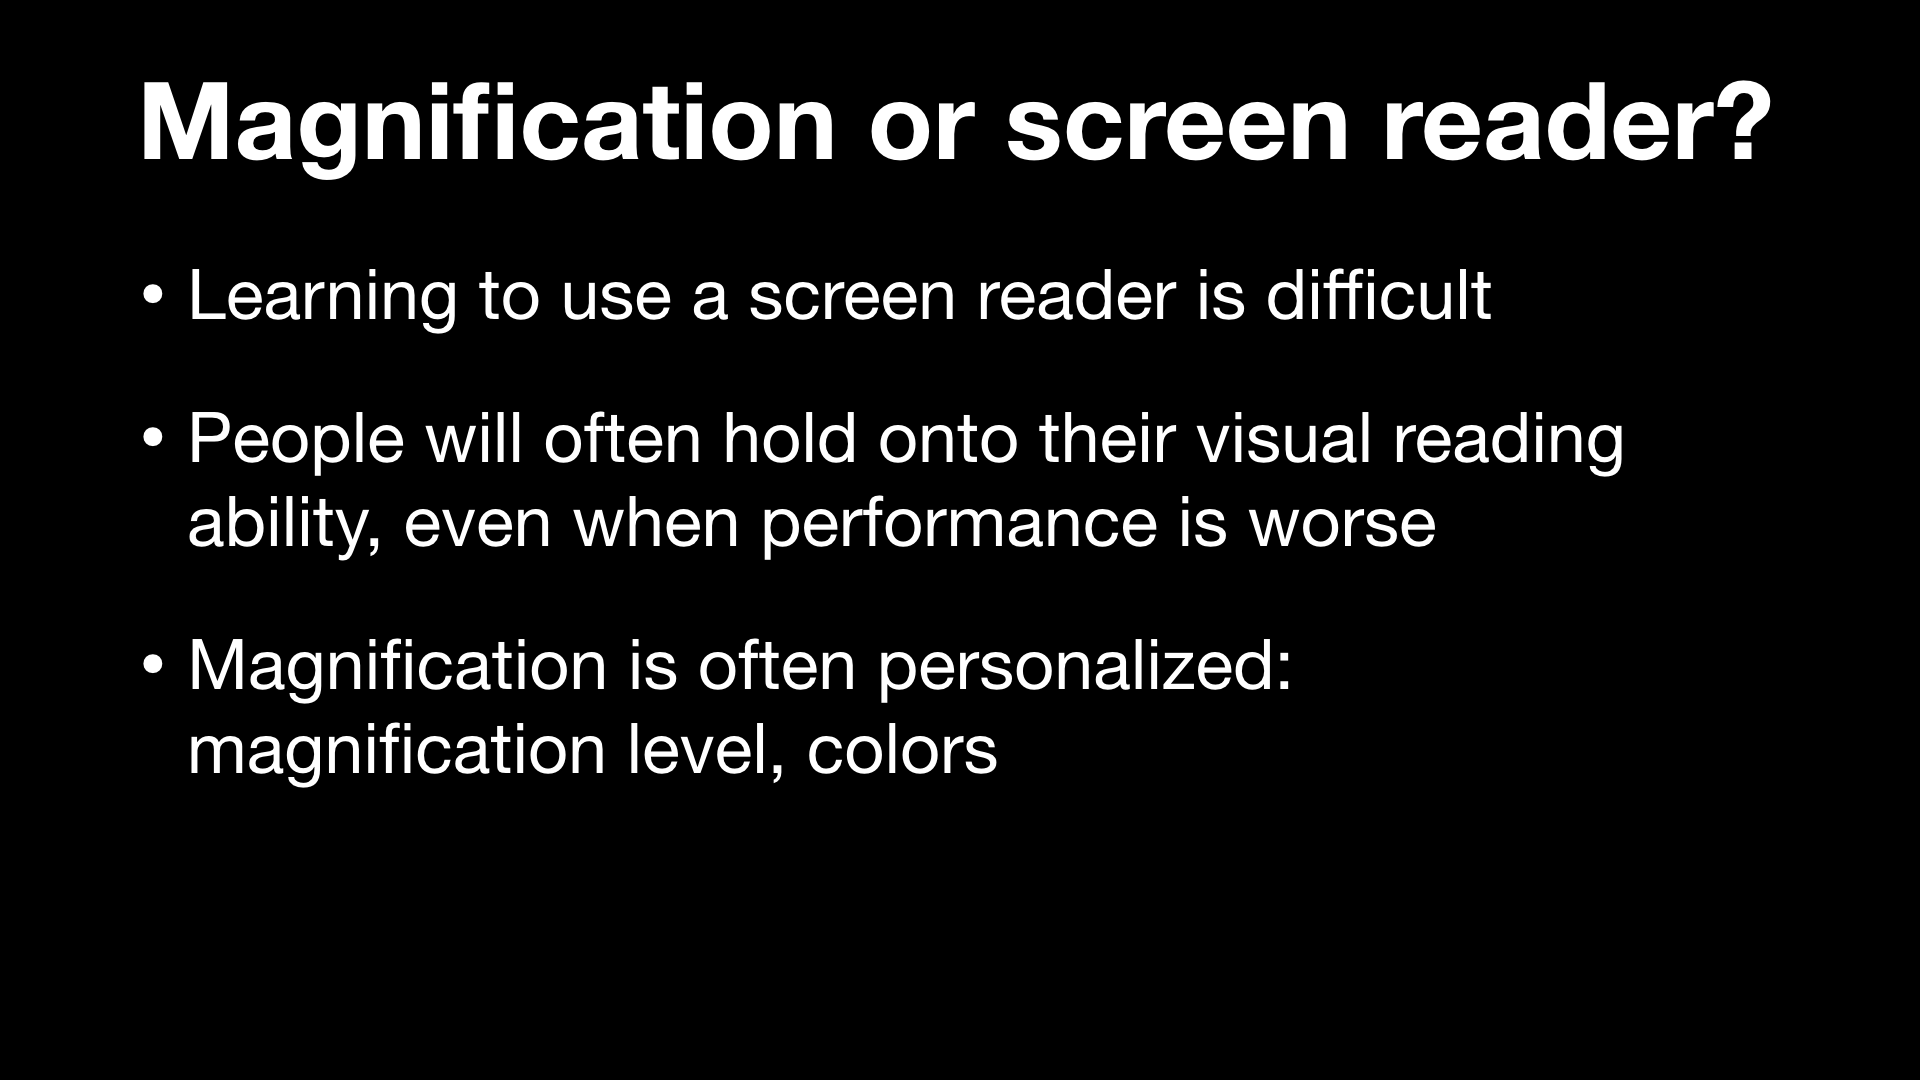 Magnification or screen reader?
• Learning to use a screen reader is difficult
• People will often hold onto their visual reading
ability, even when performance is worse
• Magnification is often personalized:
magnification level, colors